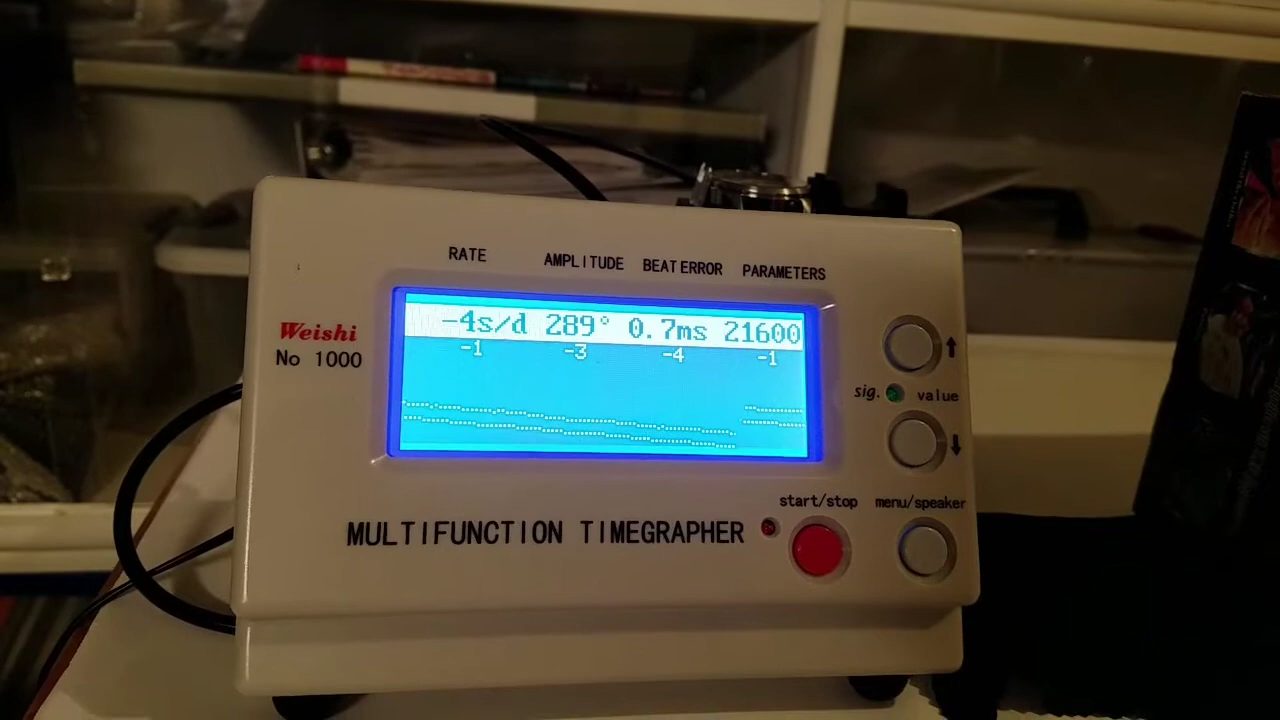 RATE AMPLITUDE BEAT ERROR PARAMETERS
-4s/d 289° 0.7ms 21600
-1 -3 -4 -1
Weishi
No 1000
sig. value
start/stop menu/speaker
MULTIFUNCTION TIMEGRAPHER